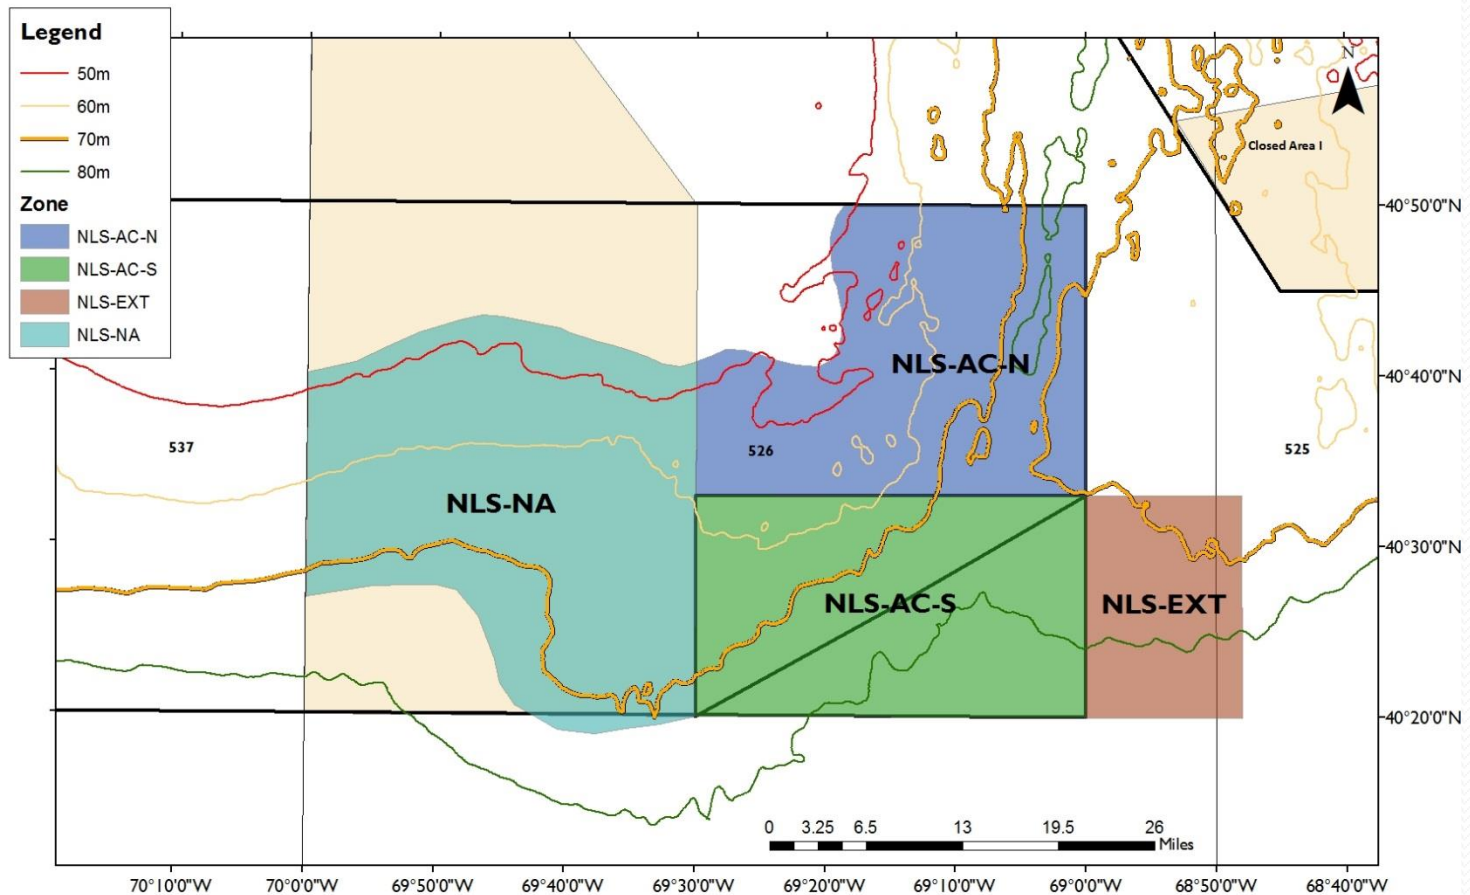 Legend
50m
60m
70m
80m
Zone
NLS-AC-N
NLS-AC-S
NLS-EXT
NLS-NA
N
Closed Area I
40°50'0"N
NLS-AC-N
40°40'0"N
537
526
525
NLS-NA
40°30'0"N
NLS-AC-S
NLS-EXT
40°20'0"N
0 3.25 6.5 13 19.5 26
Miles
70°10'0"W 70°0'0"W 69°50'0"W 69°40'0"W 69°30'0"W 69°20'0"W 69°10'0"W 69°0'0"W 68°50'0"W 68°40'0"W